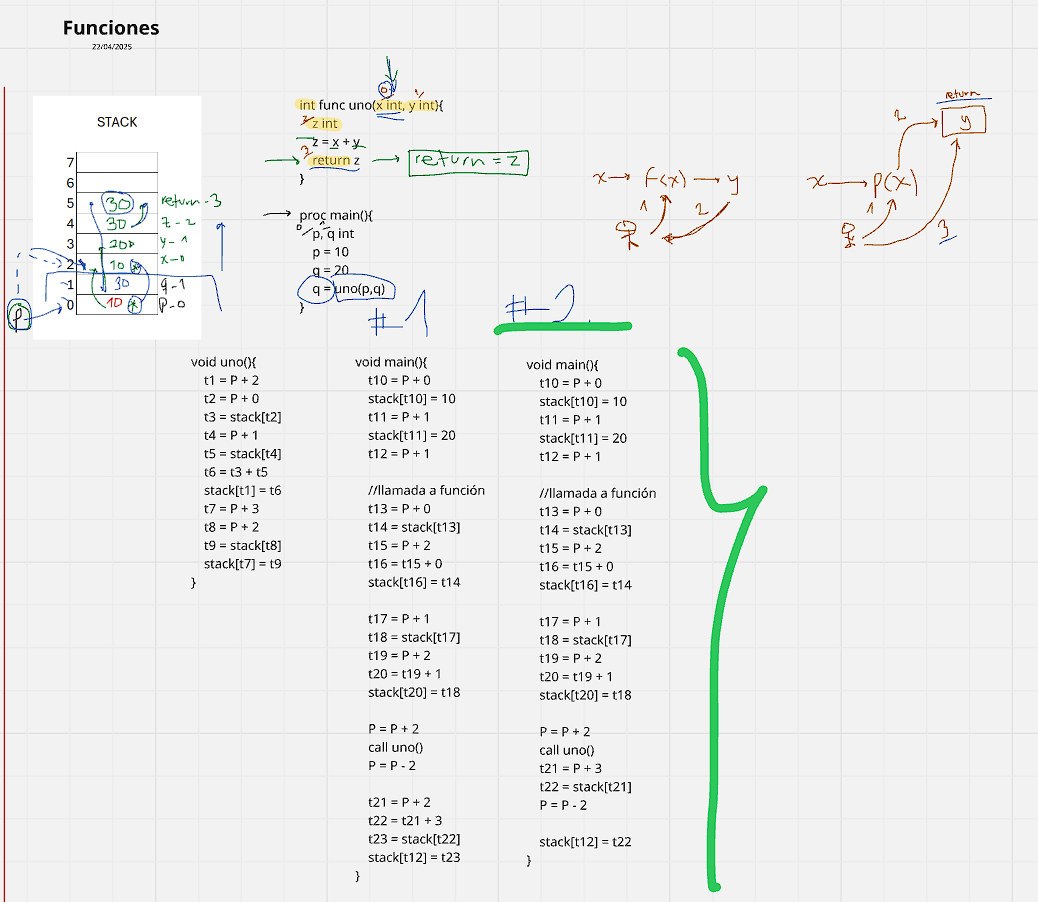 Funciones
22/04/2025
STACK
7
6
5 30 return-3
4 30 z-2
3 20 y-1
2 10 x-0
1 30 q-1
0 10 p-0
P
0 1
int func uno(x int, y int){
2 z int
z = x + y
3 return z
return = z
}
proc main(){
0 1
p, q int
p = 10
q = 20
q = uno(p,q)
}
x F(x) y
1 2
return
y
2
x P(x)
1 3
#1
#2
void uno(){
t1 = P + 2
t2 = P + 0
t3 = stack[t2]
t4 = P + 1
t5 = stack[t4]
t6 = t3 + t5
stack[t1] = t6
t7 = P + 3
t8 = P + 2
t9 = stack[t8]
stack[t7] = t9
}
void main(){
t10 = P + 0
stack[t10] = 10
t11 = P + 1
stack[t11] = 20
t12 = P + 1
//llamada a función
t13 = P + 0
t14 = stack[t13]
t15 = P + 2
t16 = t15 + 0
stack[t16] = t14
t17 = P + 1
t18 = stack[t17]
t19 = P + 2
t20 = t19 + 1
stack[t20] = t18
P = P + 2
call uno()
P = P - 2
t21 = P + 2
t22 = t21 + 3
t23 = stack[t22]
stack[t12] = t23
}
void main(){
t10 = P + 0
stack[t10] = 10
t11 = P + 1
stack[t11] = 20
t12 = P + 1
//llamada a función
t13 = P + 0
t14 = stack[t13]
t15 = P + 2
t16 = t15 + 0
stack[t16] = t14
t17 = P + 1
t18 = stack[t17]
t19 = P + 2
t20 = t19 + 1
stack[t20] = t18
P = P + 2
call uno()
t21 = P + 3
t22 = stack[t21]
P = P - 2
stack[t12] = t22
}